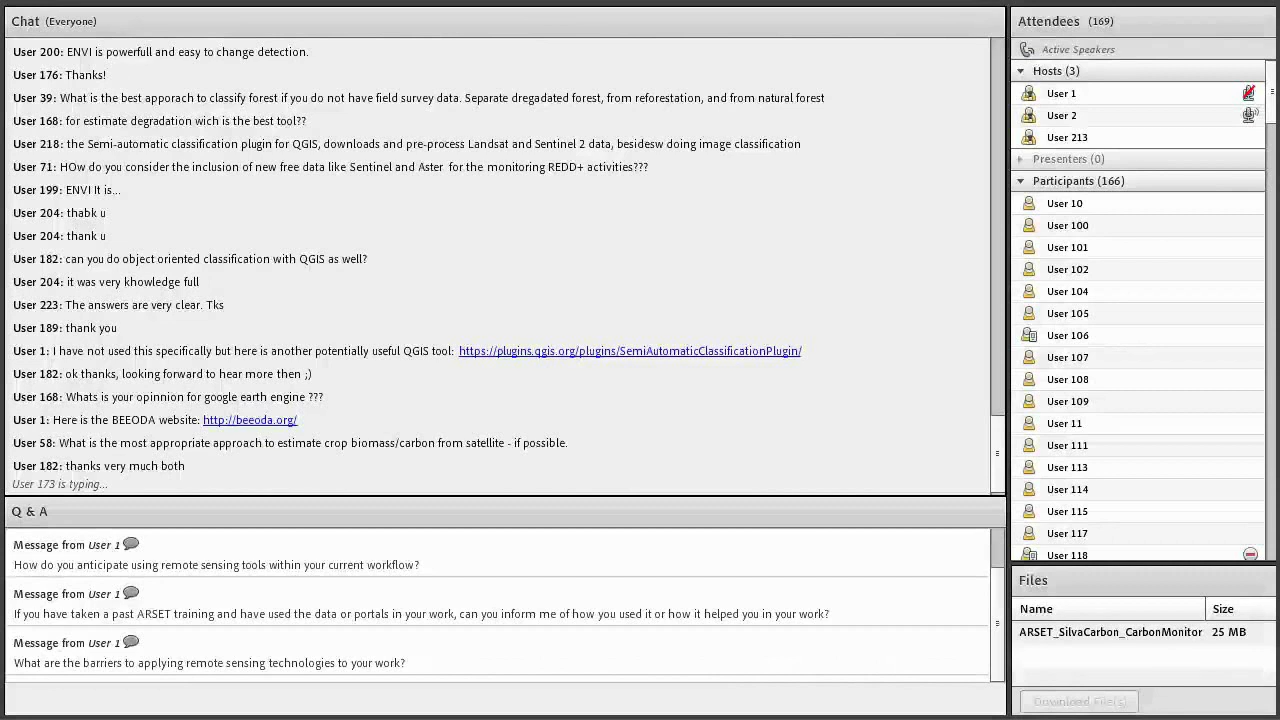 Chat (Everyone)
User 200: ENVI is powerfull and easy to change detection.
User 176: Thanks!
User 39: What is the best apporach to classify forest if you do not have field survey data. Separate dregadated forest, from reforestation, and from natural forest
User 168: for estimate degradation wich is the best tool??
User 218: the Semi-automatic classification plugin for QGIS, downloads and pre-process Landsat and Sentinel 2 data, besidesw doing image classification
User 71: HOw do you consider the inclusion of new free data like Sentinel and Aster for the monitoring REDD+ activities???
User 199: ENVI It is...
User 204: thabk u
User 204: thank u
User 182: can you do object oriented classification with QGIS as well?
User 204: it was very khowledge full
User 223: The answers are very clear. Tks
User 189: thank you
User 1: I have not used this specifically but here is another potentially useful QGIS tool: https://plugins.qgis.org/plugins/SemiAutomaticClassificationPlugin/
User 182: ok thanks, looking forward to hear more then ;)
User 168: Whats is your opinnion for google earth engine ???
User 1: Here is the BEEODA website: http://beeoda.org/
User 58: What is the most appropriate approach to estimate crop biomass/carbon from satellite - if possible.
User 182: thanks very much both
User 173 is typing...
Q & A
Message from User 1
How do you anticipate using remote sensing tools within your current workflow?
Message from User 1
If you have taken a past ARSET training and have used the data or portals in your work, can you inform me of how you used it or how it helped you in your work?
Message from User 1
What are the barriers to applying remote sensing technologies to your work?
Attendees (169)
Active Speakers
Hosts (3)
User 1
User 2
User 213
Presenters (0)
Participants (166)
User 10
User 100
User 101
User 102
User 104
User 105
User 106
User 107
User 108
User 109
User 11
User 111
User 113
User 114
User 115
User 117
User 118
Files
Name Size
ARSET_SilvaCarbon_CarbonMonitor 25 MB
Download File(s)